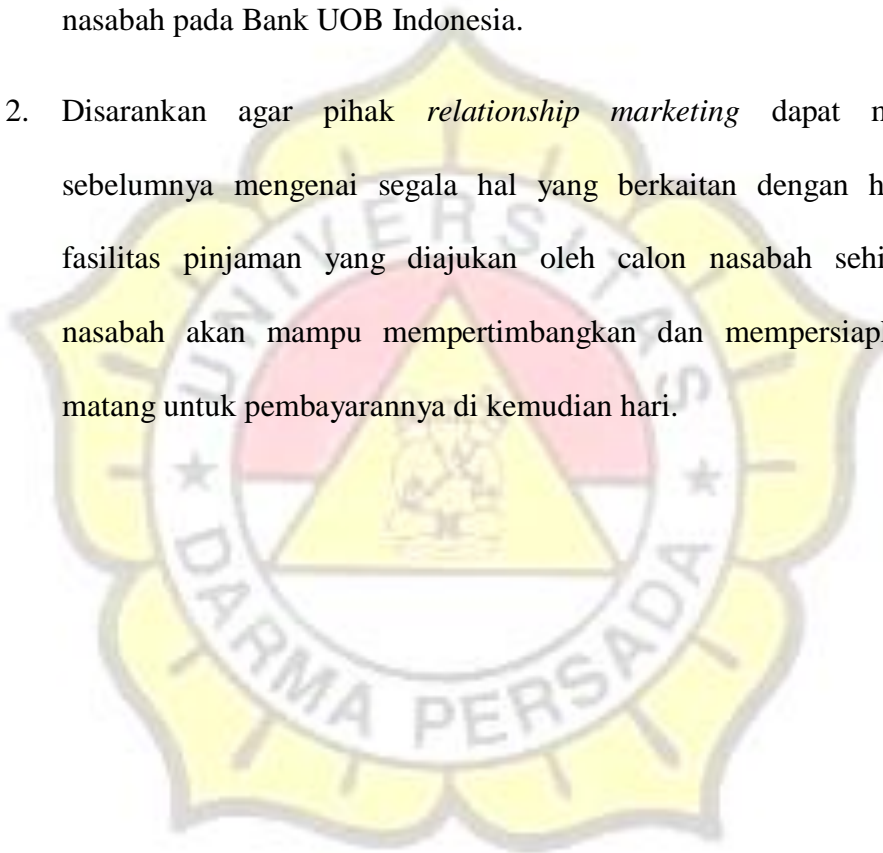 nasabah pada Bank UOB Indonesia.
2. Disarankan agar pihak relationship marketing dapat m
sebelumnya mengenai segala hal yang berkaitan dengan h
fasilitas pinjaman yang diajukan oleh calon nasabah sehi
nasabah akan mampu mempertimbangkan dan mempersiap
matang untuk pembayarannya di kemudian hari.
UNIVERSITAS
DARMA PERSADA